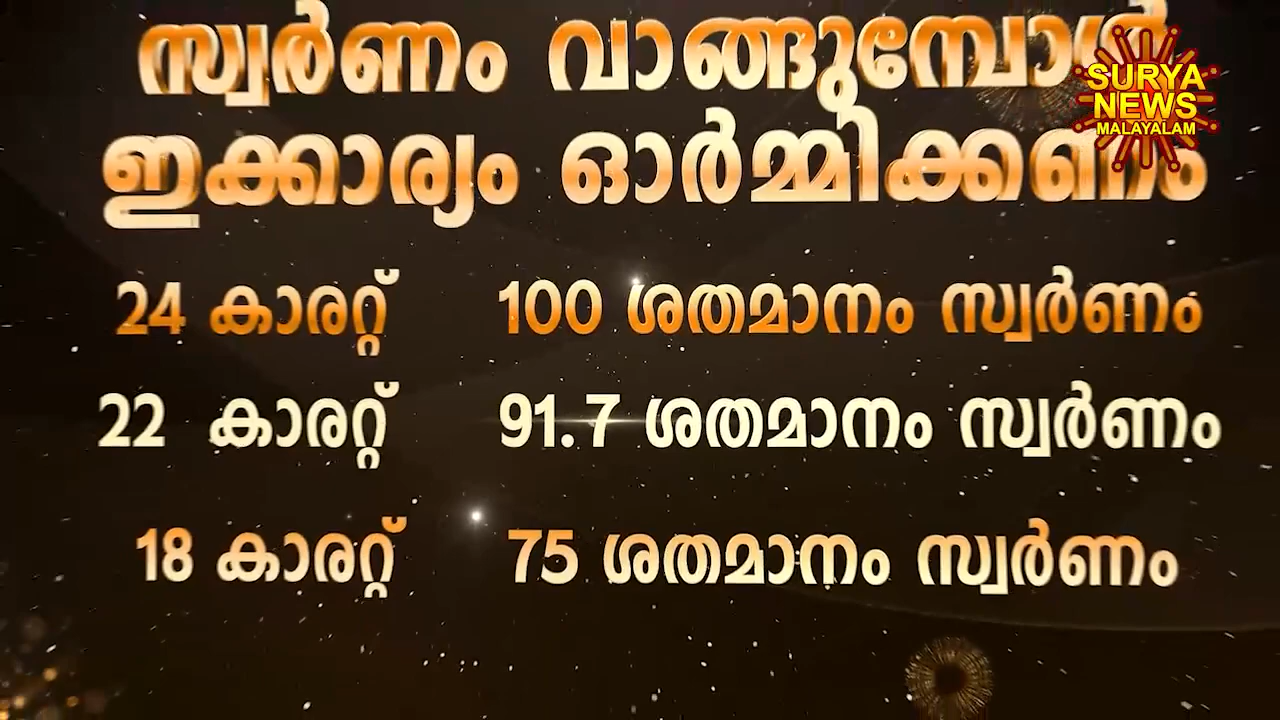 സ്വർണം വാങ്ങുമ്പോൾ
ഇക്കാര്യം ഓർമ്മിക്കണം
SURYA
NEWS
MALAYALAM
24 കാരറ്റ് 100 ശതമാനം സ്വർണം
22 കാരറ്റ് 91.7 ശതമാനം സ്വർണം
18 കാരറ്റ് 75 ശതമാനം സ്വർണം